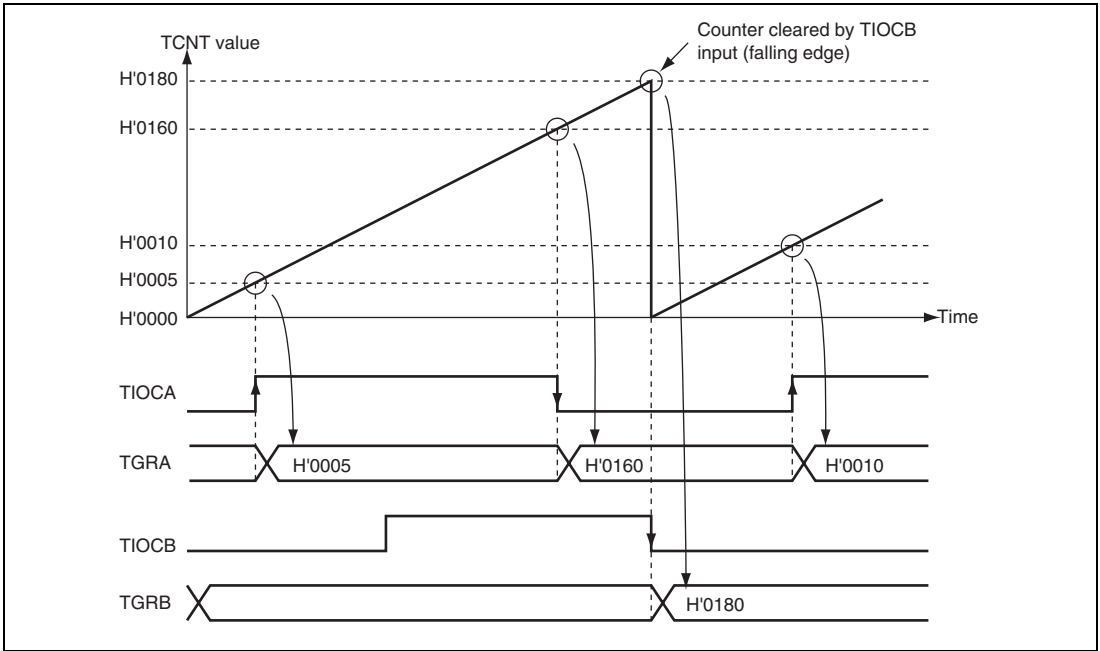 Counter cleared by TIOCB
input (falling edge)
TCNT value
H'0180
H'0160
H'0010
H'0005
H'0000
Time
TIOCA
TGRA
H'0005
H'0160
H'0010
TIOCB
TGRB
H'0180